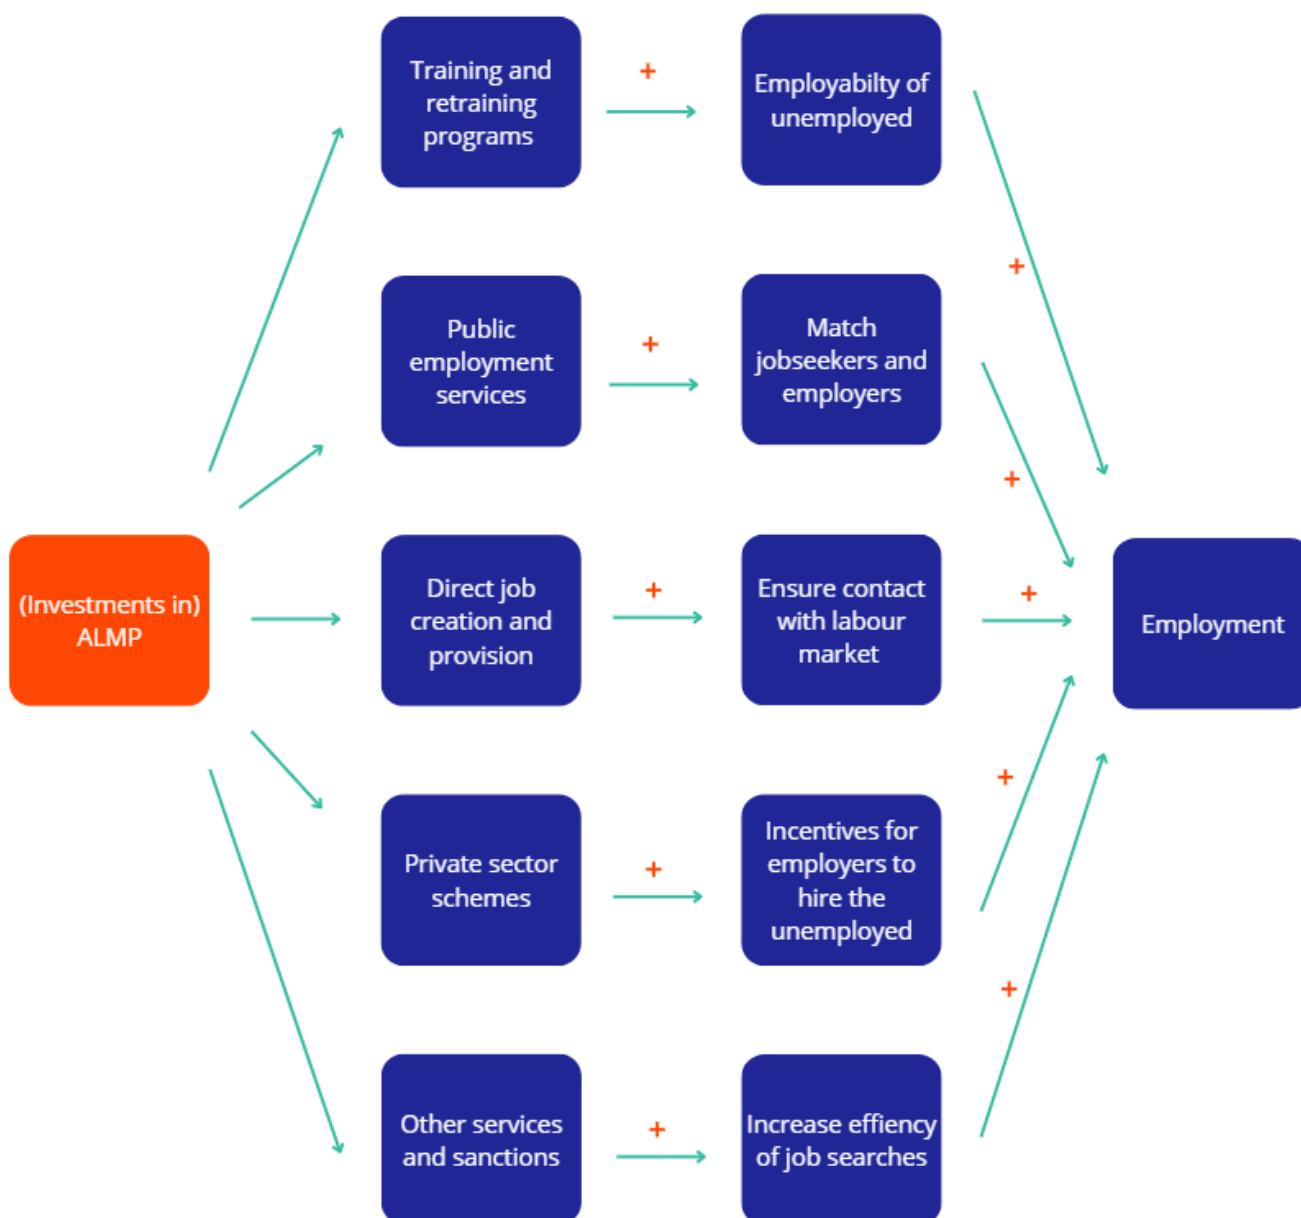 Training and
retraining
programs
+
Employabilty of
unemployed
+
Public
employment
services
+
Match
jobseekers and
employers
+
(Investments in)
ALMP
Direct job
creation and
provision
+
Ensure contact
with labour
market
+
Employment
Private sector
schemes
+
Incentives for
employers to
hire the
unemployed
+
Other services
and sanctions
+
Increase effiency
of job searches
+